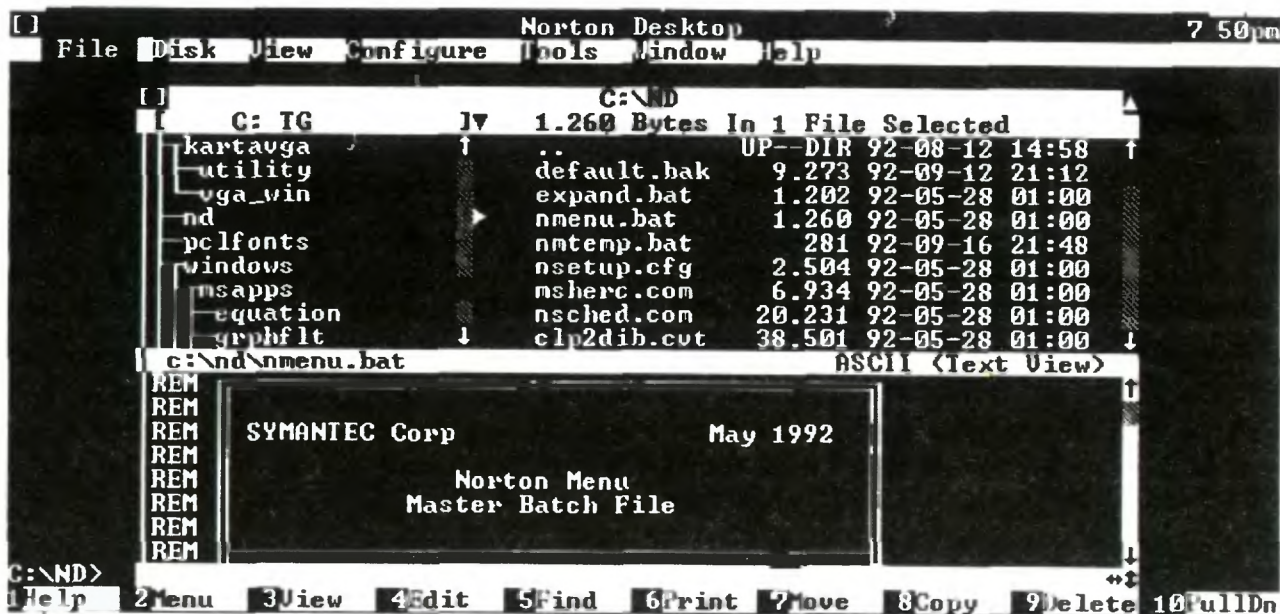 [ ] Norton Desktop 7 50pm
File Disk View Configure Tools Window Help
[ ] C:\ND
[ C: TG ]▼ 1.260 Bytes In 1 File Selected
kartavga ↑ .. UP--DIR 92-08-12 14:58 ↑
utility default.bak 9.273 92-09-12 21:12
vga_win expand.bat 1.202 92-05-28 01:00
nd nmenu.bat 1.260 92-05-28 01:00
pclfonts nmtemp.bat 281 92-09-16 21:48
windows nsetup.cfg 2.504 92-05-28 01:00
msapps msherc.com 6.934 92-05-28 01:00
equation nsched.com 20.231 92-05-28 01:00
grphflt ↓ clp2dib.cvt 38.501 92-05-28 01:00 ↓
c:\nd\nmenu.bat ASCII (Text View)
REM
REM
REM SYMANTEC Corp May 1992
REM
REM Norton Menu
REM Master Batch File
REM
REM
C:\ND>
1Help 2Menu 3View 4Edit 5Find 6Print 7Move 8Copy 9Delete 10PullDn